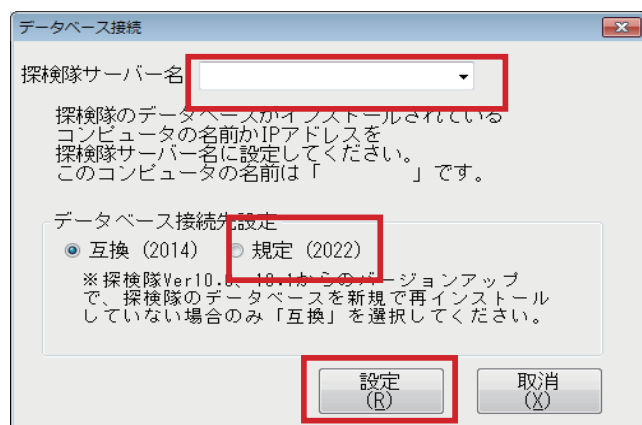 データベース接続
探検隊サーバー名
探検隊のデータベースがインストールされている
コンピュータの名前かIPアドレスを
探検隊サーバー名に設定してください。
このコンピュータの名前は「　　　　」です。
データベース接続先設定
互換 (2014)　規定 (2022)
※探検隊Ver10.0、10.1からのバージョンアップ
で、探検隊のデータベースを新規で再インストール
していない場合のみ「互換」を選択してください。
設定　取消
(R)　(X)